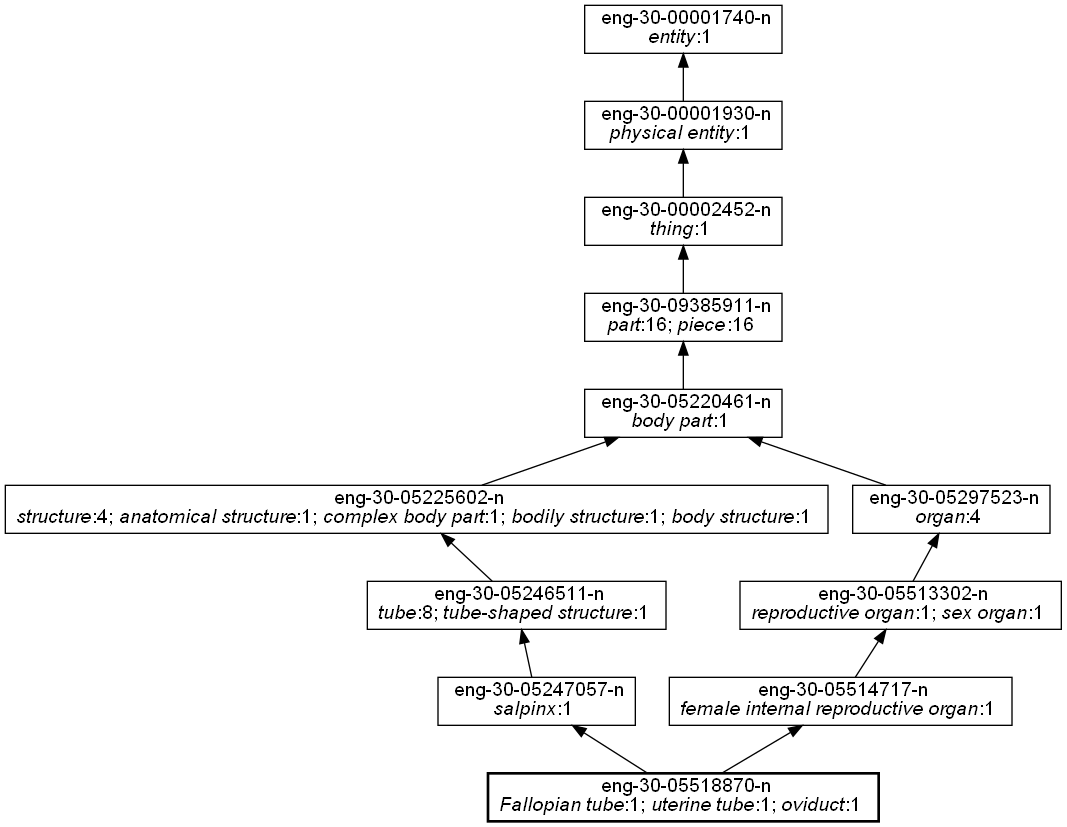 eng-30-00001740-n
entity:1
eng-30-00001930-n
physical entity:1
eng-30-00002452-n
thing:1
eng-30-09385911-n
part:16; piece:16
eng-30-05220461-n
body part:1
eng-30-05225602-n
structure:4; anatomical structure:1; complex body part:1; bodily structure:1; body structure:1
eng-30-05297523-n
organ:4
eng-30-05246511-n
tube:8; tube-shaped structure:1
eng-30-05513302-n
reproductive organ:1; sex organ:1
eng-30-05247057-n
salpinx:1
eng-30-05514717-n
female internal reproductive organ:1
eng-30-05518870-n
Fallopian tube:1; uterine tube:1; oviduct:1